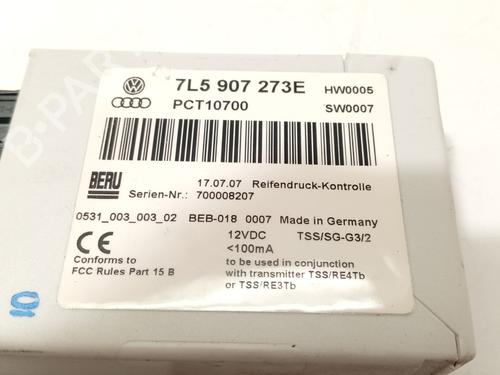 7L5 907 273E HW0005
PCT10700 SW0007
BERU
17.07.07 Reifendruck-Kontrolle
Serien-Nr.: 700008207
0531_003_003_02 BEB-018 0007 Made in Germany
CE 12VDC TSS/SG-G3/2
<100mA
Conforms to
FCC Rules Part 15 B
to be used in conjunction
with transmitter TSS/RE4Tb
or TSS/RE3Tb
B-PARTS